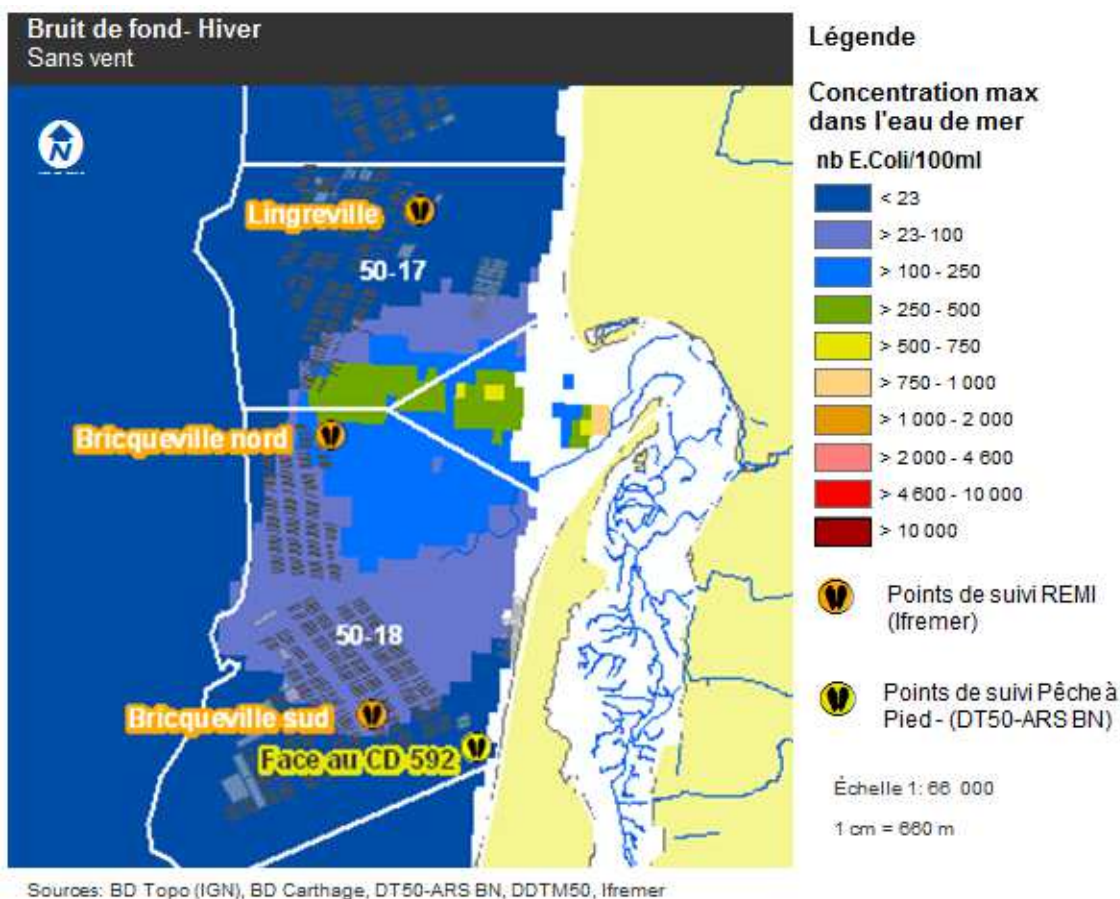 Bruit de fond- Hiver
Sans vent
N
Lingreville
50-17
Bricqueville nord
50-18
Bricqueville sud
Face au CD 592
Légende
Concentration max
dans l'eau de mer
nb E.Coli/100ml
< 23
> 23- 100
> 100 - 250
> 250 - 500
> 500 - 750
> 750 - 1 000
> 1 000 - 2 000
> 2 000 - 4 600
> 4 600 - 10 000
> 10 000
Points de suivi REMI
(Ifremer)
Points de suivi Pêche à
Pied - (DT50-ARS BN)
Échelle 1: 66 000
1 cm = 660 m
Sources: BD Topo (IGN), BD Carthage, DT50-ARS BN, DDTM50, Ifremer